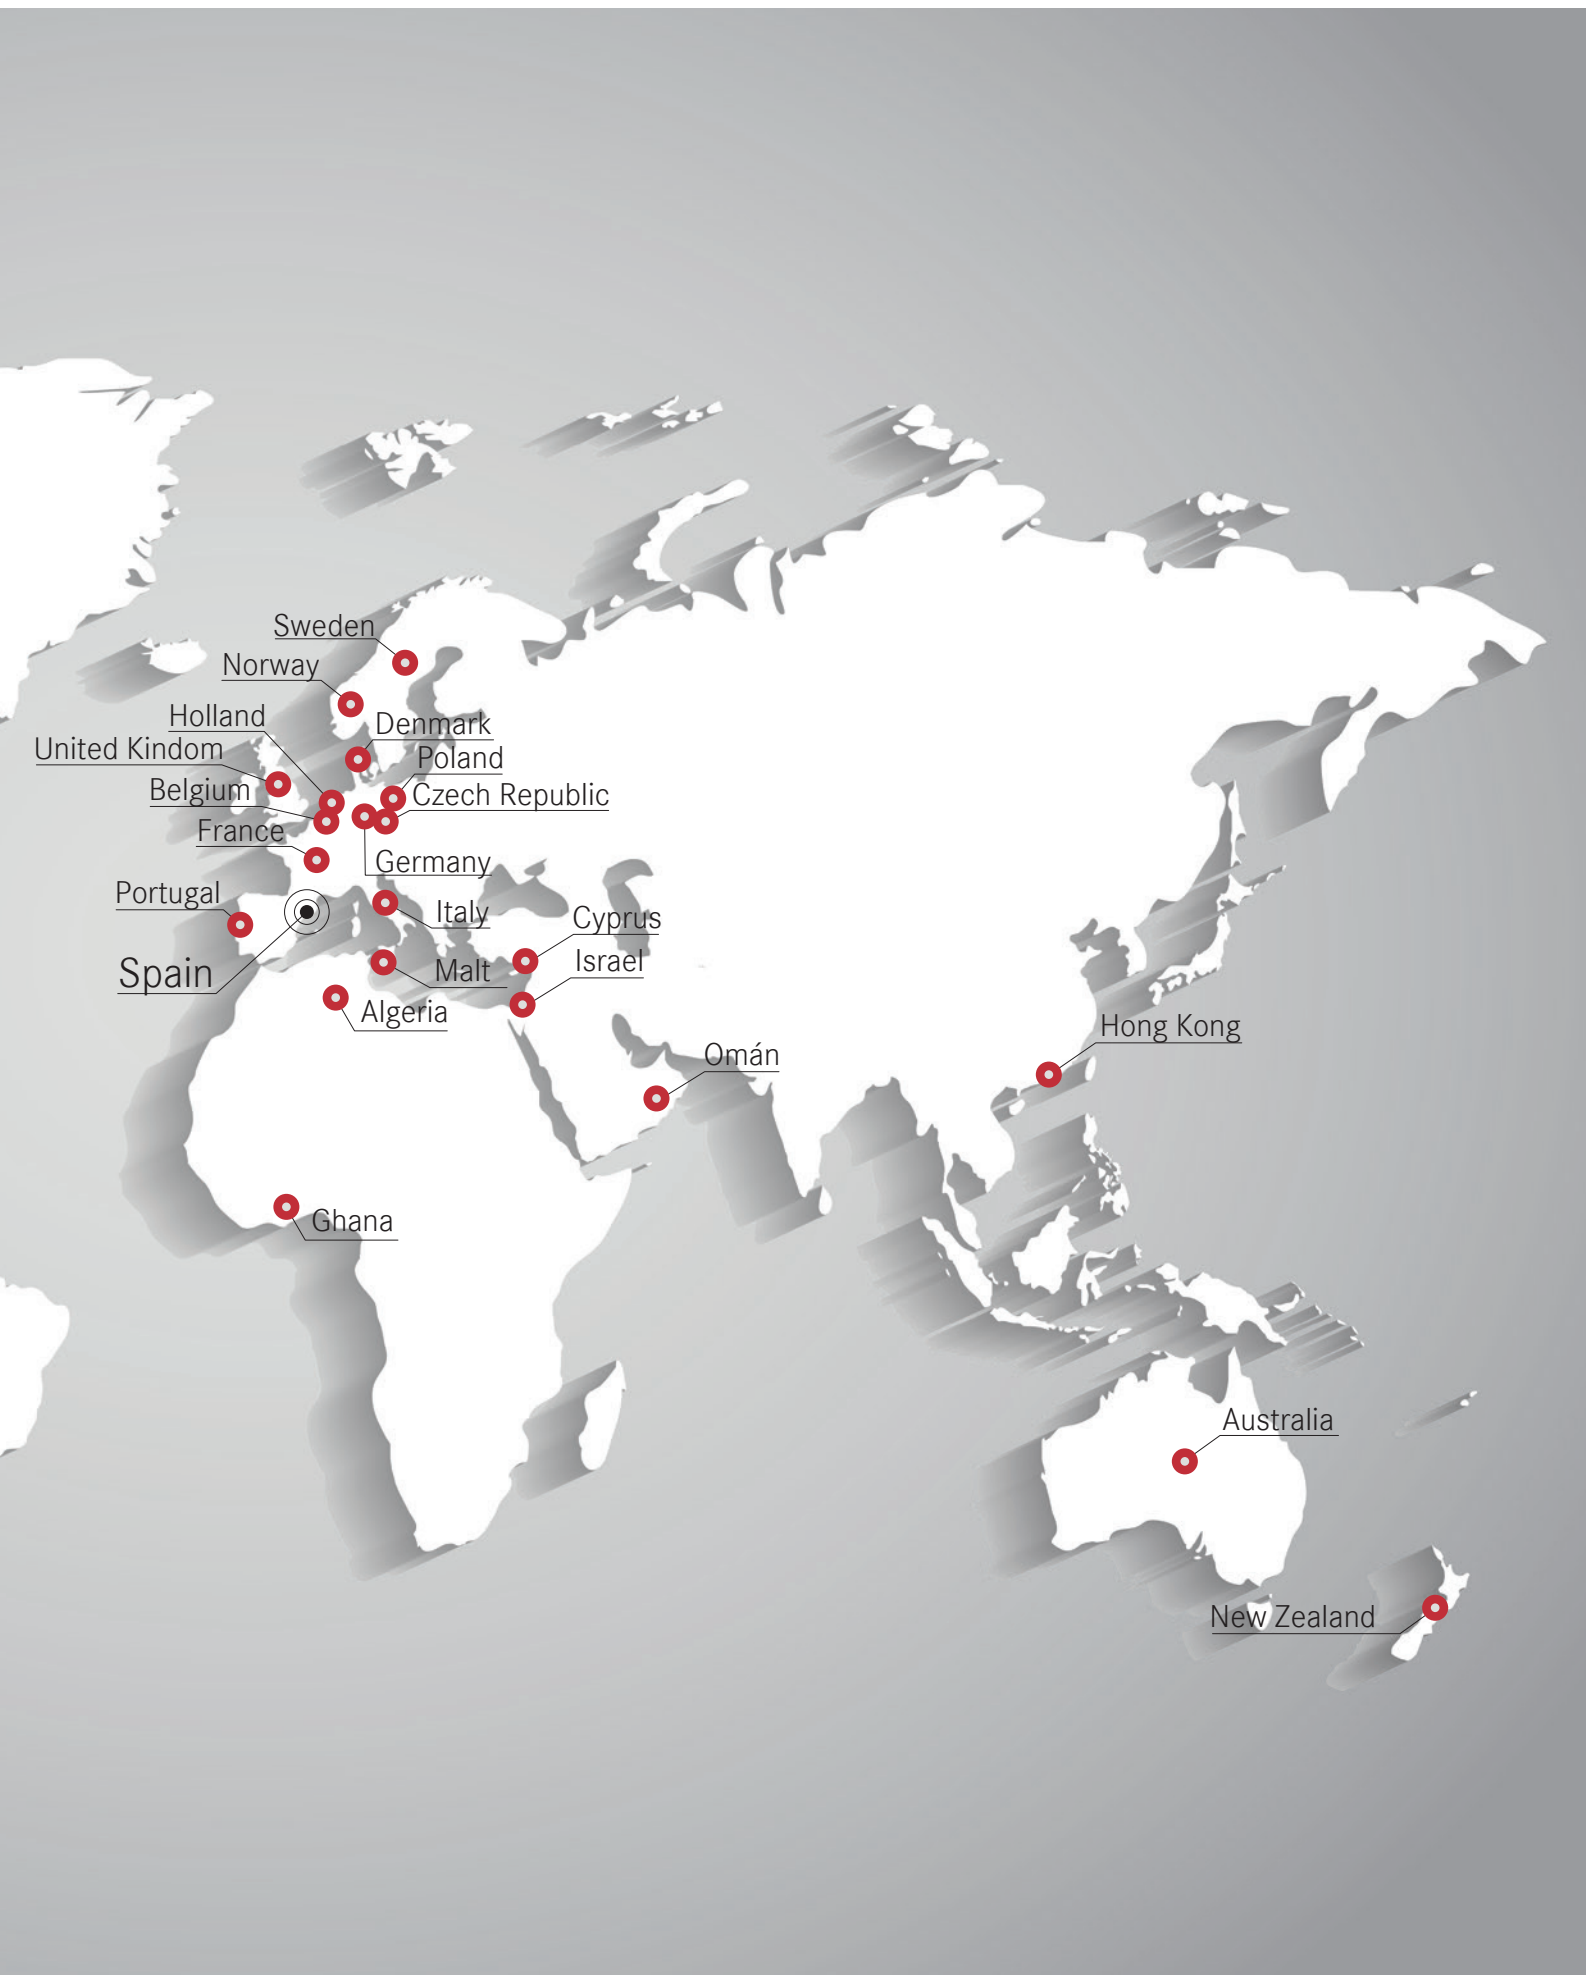 Sweden
Norway
Holland
Denmark
United Kindom
Poland
Belgium
Czech Republic
France
Germany
Portugal
Italy
Cyprus
Spain
Malt
Israel
Algeria
Hong Kong
Omán
Ghana
Australia
New Zealand